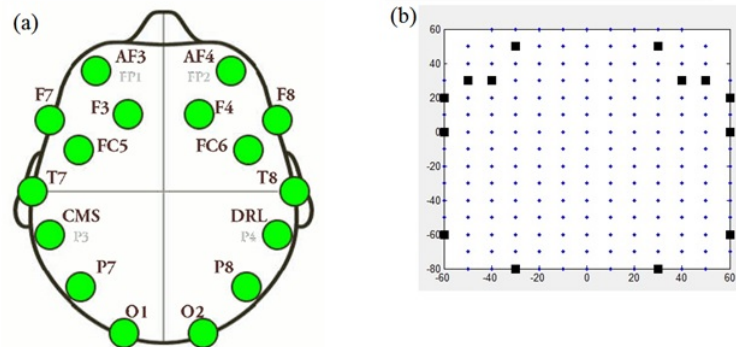 (a)
AF3 AF4
FP1 FP2
F7 F3 F4 F8
FC5 FC6
T7 T8
CMS DRL
P3 P4
P7 P8
O1 O2
(b)
60
40
20
0
-20
-40
-60
-80
-60 -40 -20 0 20 40 60